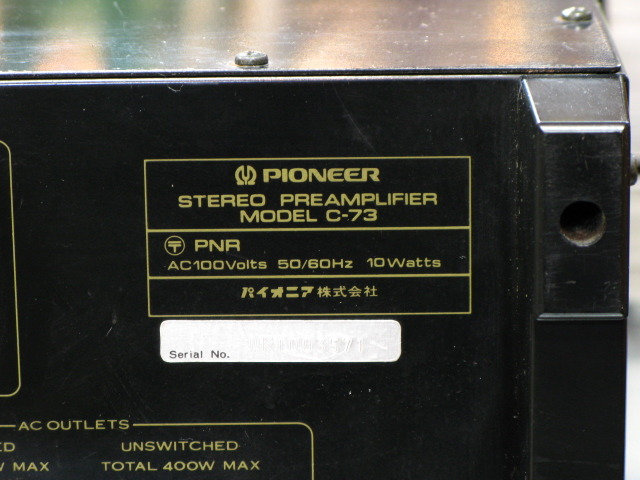 PIONEER
STEREO PREAMPLIFIER
MODEL C-73
〒 PNR
AC100Volts 50/60Hz 10Watts
パイオニア株式会社
Serial No.
AC OUTLETS
UNSWITCHED
MAX
TOTAL 400W MAX